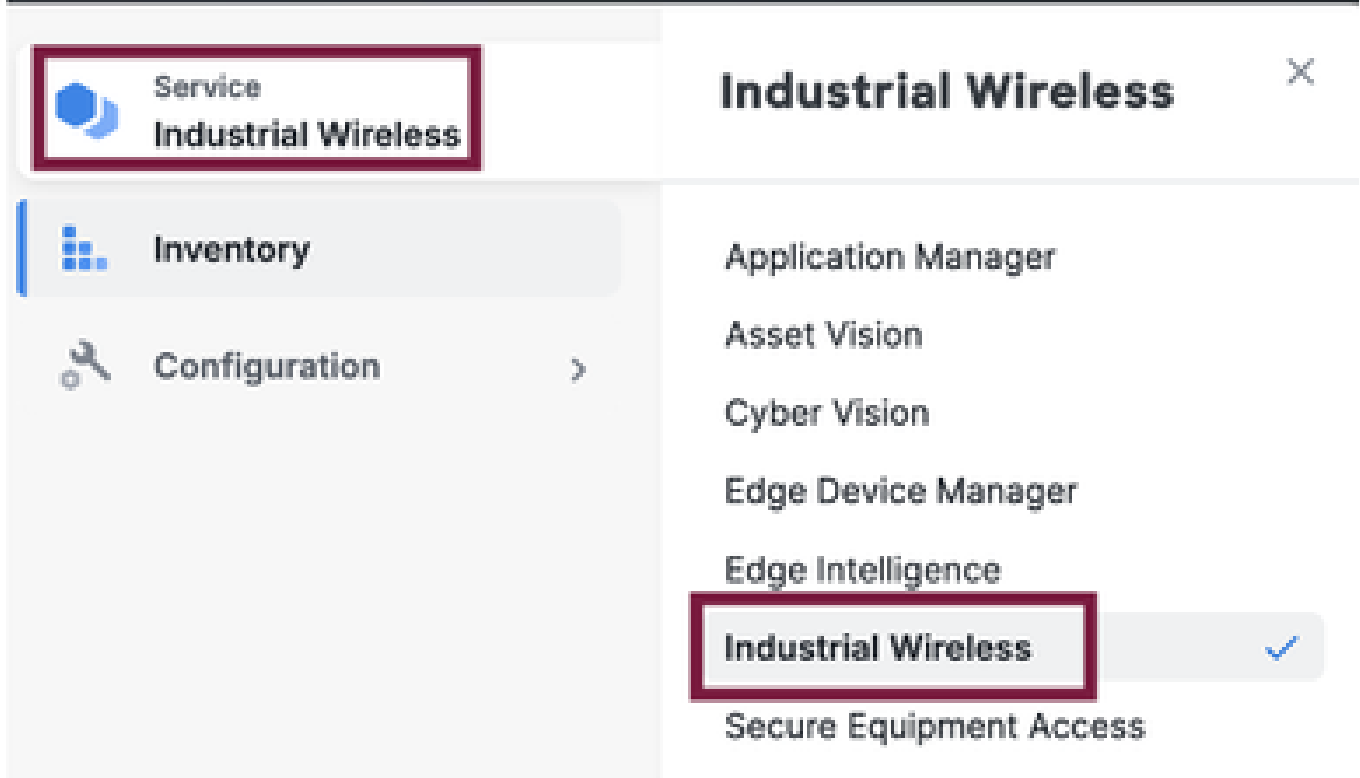 Service
Industrial Wireless
Inventory
Configuration
Industrial Wireless
Application Manager
Asset Vision
Cyber Vision
Edge Device Manager
Edge Intelligence
Industrial Wireless
Secure Equipment Access